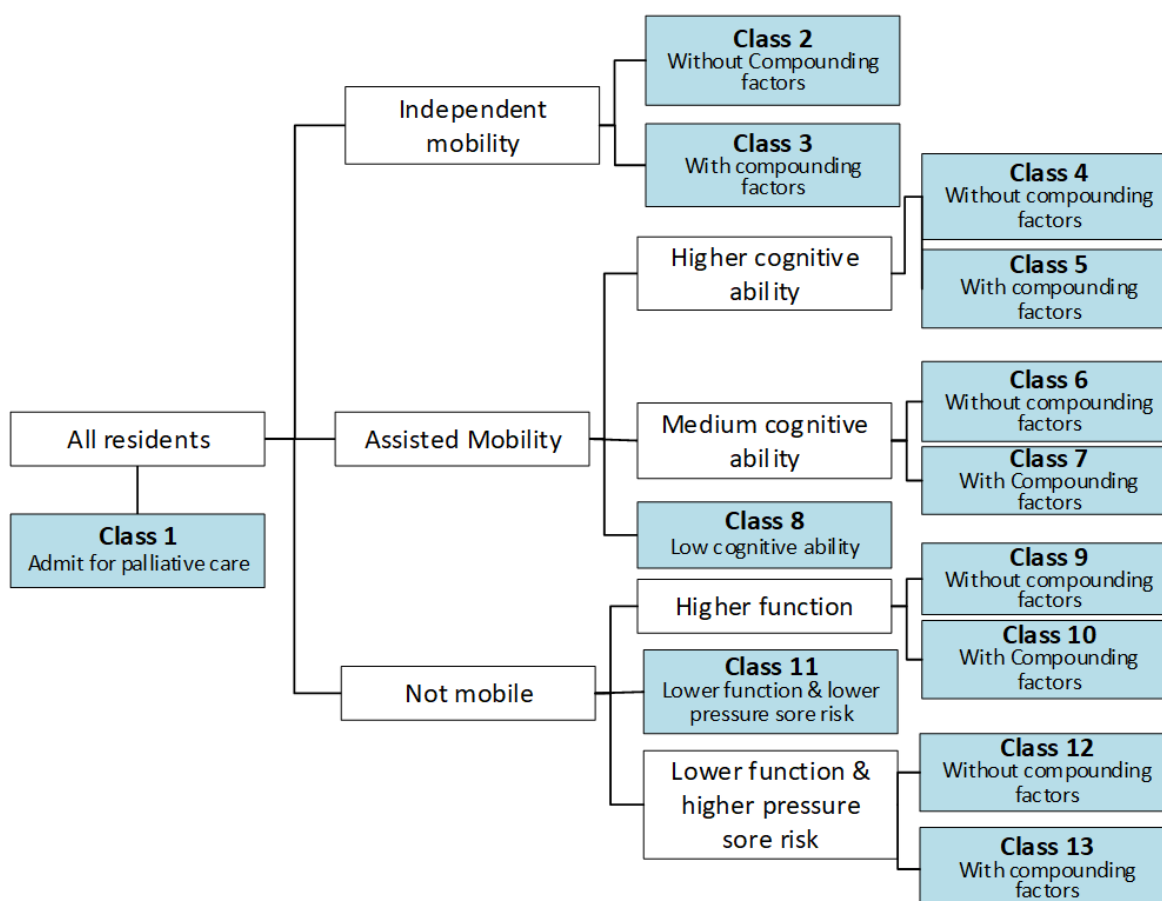 Class 2
Without Compounding
factors
Independent
mobility
Class 3
With compounding
factors
Class 4
Without compounding
factors
Higher cognitive
ability
Class 5
With compounding
factors
Class 6
Without compounding
factors
All residents
Assisted Mobility
Medium cognitive
ability
Class 7
With Compounding
factors
Class 1
Admit for palliative care
Class 8
Low cognitive ability
Class 9
Without compounding
factors
Higher function
Class 10
With Compounding
factors
Not mobile
Class 11
Lower function & lower
pressure sore risk
Class 12
Without compounding
factors
Lower function &
higher pressure
sore risk
Class 13
With compounding
factors